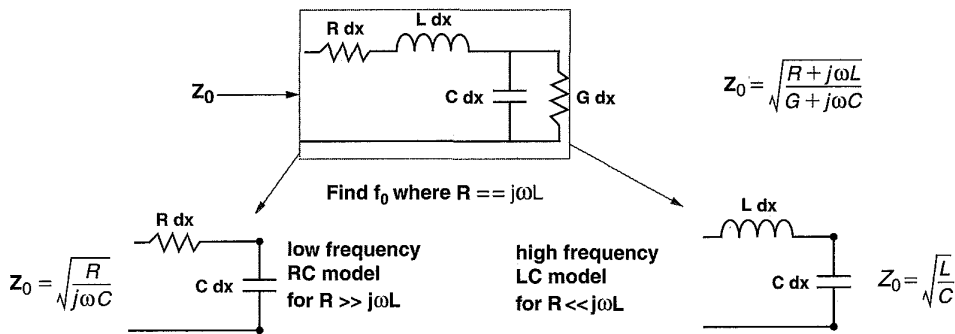 R dx
L dx
Z₀
C dx
G dx
Z₀ = √((R + jωL)/(G + jωC))
Find f₀ where R == jωL
R dx
Z₀ = √(R/(jωC))
C dx
low frequency
RC model
for R >> jωL
high frequency
LC model
for R << jωL
L dx
C dx
Z₀ = √(L/C)